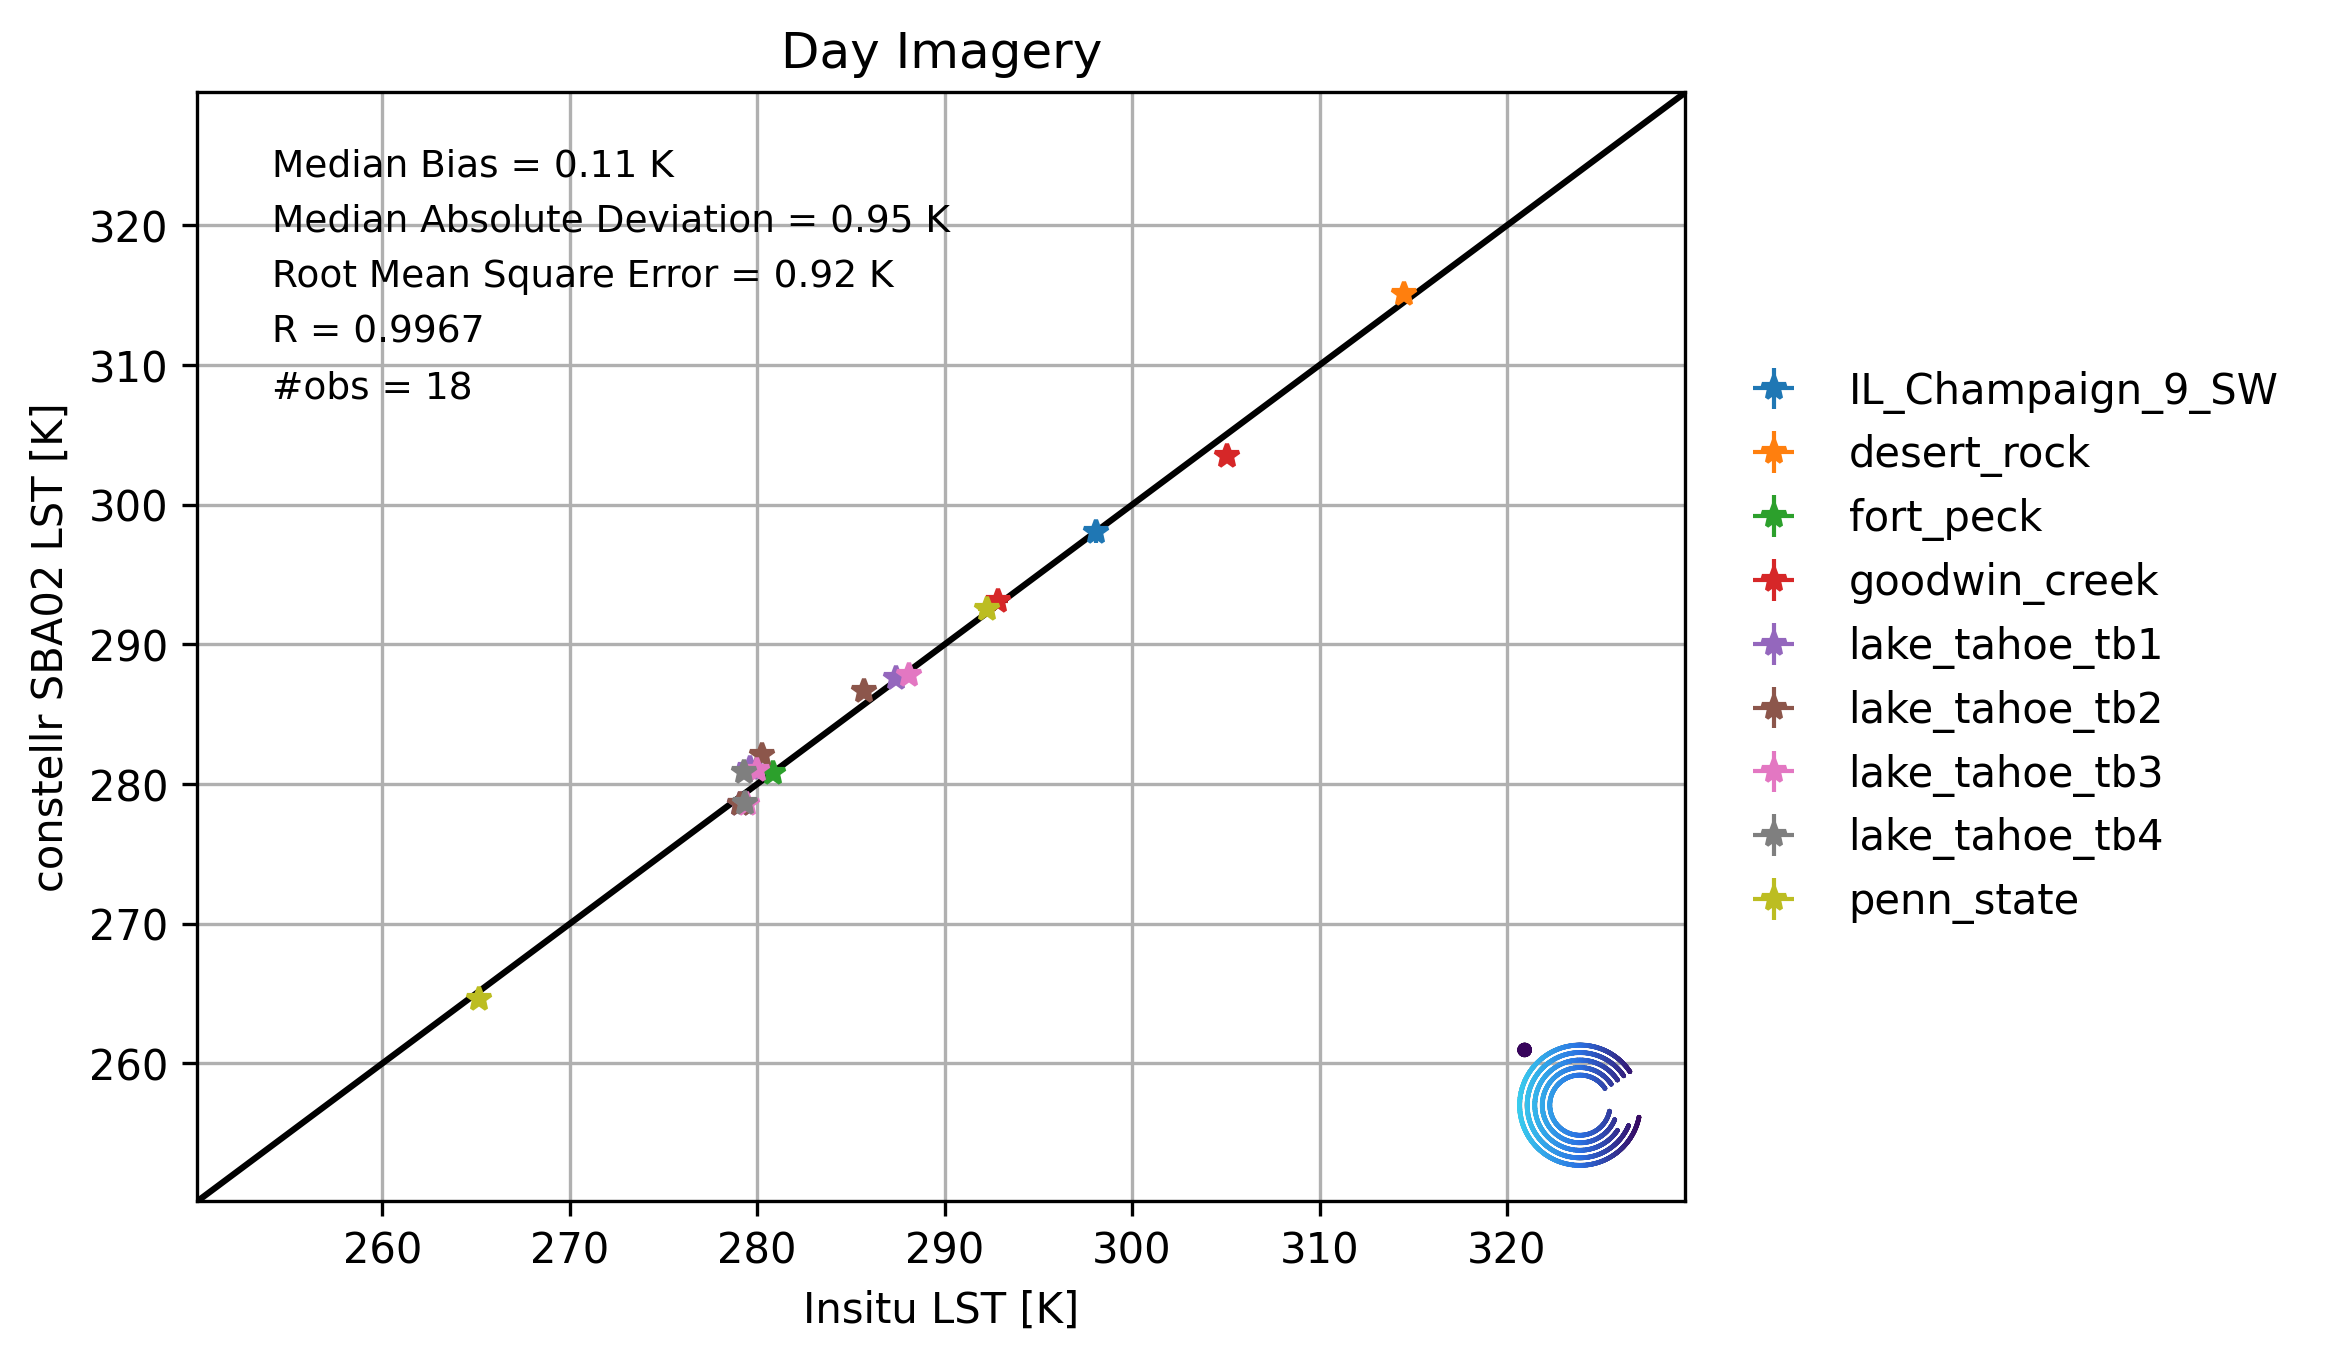 Day Imagery
Median Bias = 0.11 K
Median Absolute Deviation = 0.95 K
Root Mean Square Error = 0.92 K
R = 0.9967
#obs = 18
constellr SBA02 LST [K]
320
310
300
290
280
270
260
260 270 280 290 300 310 320
Insitu LST [K]
IL_Champaign_9_SW
desert_rock
fort_peck
goodwin_creek
lake_tahoe_tb1
lake_tahoe_tb2
lake_tahoe_tb3
lake_tahoe_tb4
penn_state